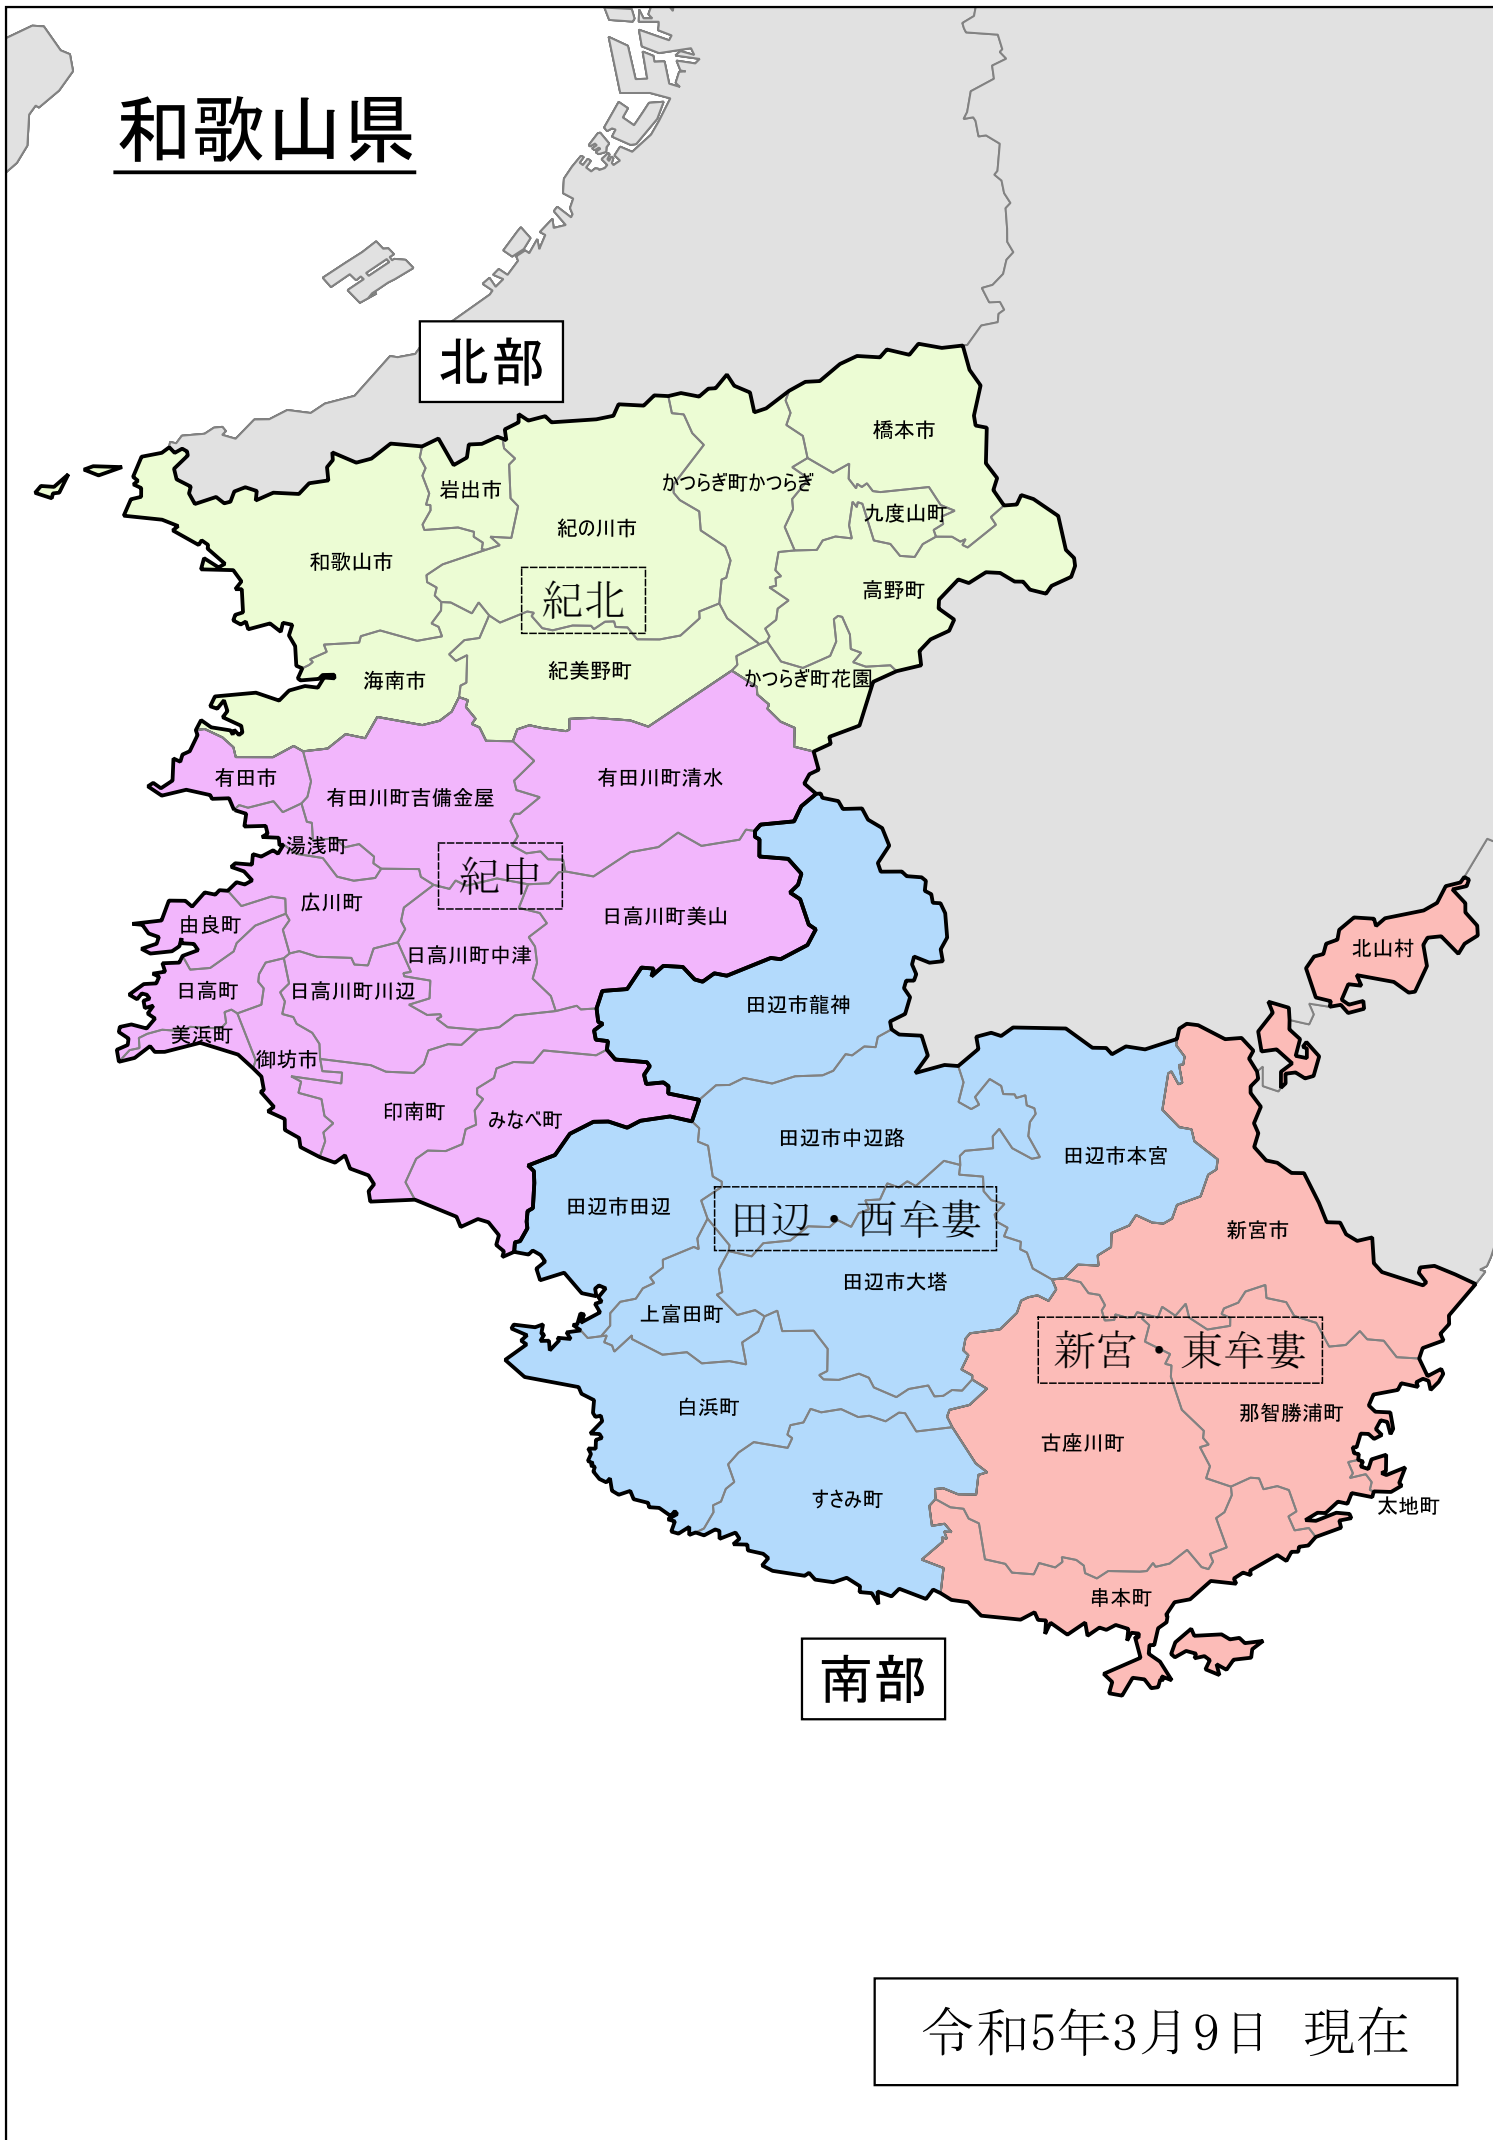 和歌山県
北部
橋本市
かつらぎ町かつらぎ
岩出市
九度山町
紀の川市
和歌山市
高野町
紀北
紀美野町
海南市
かつらぎ町花園
有田市
有田川町清水
有田川町吉備金屋
湯浅町
紀中
広川町
日高川町美山
由良町
北山村
日高川町中津
日高町
日高川町川辺
田辺市龍神
美浜町
御坊市
印南町
みなべ町
田辺市中辺路
田辺市本宮
田辺市田辺
田辺・西牟婁
新宮市
田辺市大塔
上富田町
新宮・東牟婁
白浜町
那智勝浦町
古座川町
すさみ町
太地町
串本町
南部
令和5年3月9日 現在